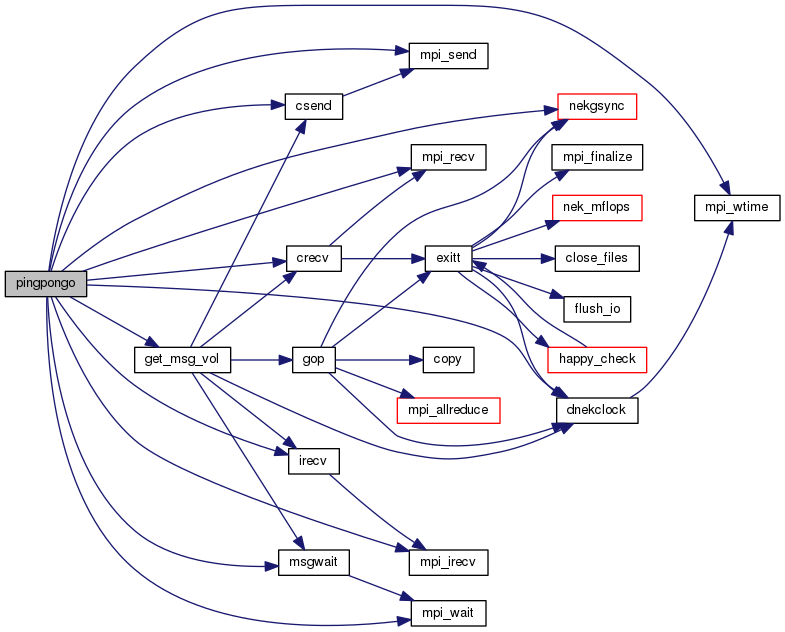 mpi_send
csend
nekgsync
mpi_recv
mpi_finalize
nek_mflops
mpi_wtime
crecv
exitt
close_files
pingpongo
flush_io
get_msg_vol
gop
copy
happy_check
mpi_allreduce
dnekclock
irecv
msgwait
mpi_irecv
mpi_wait